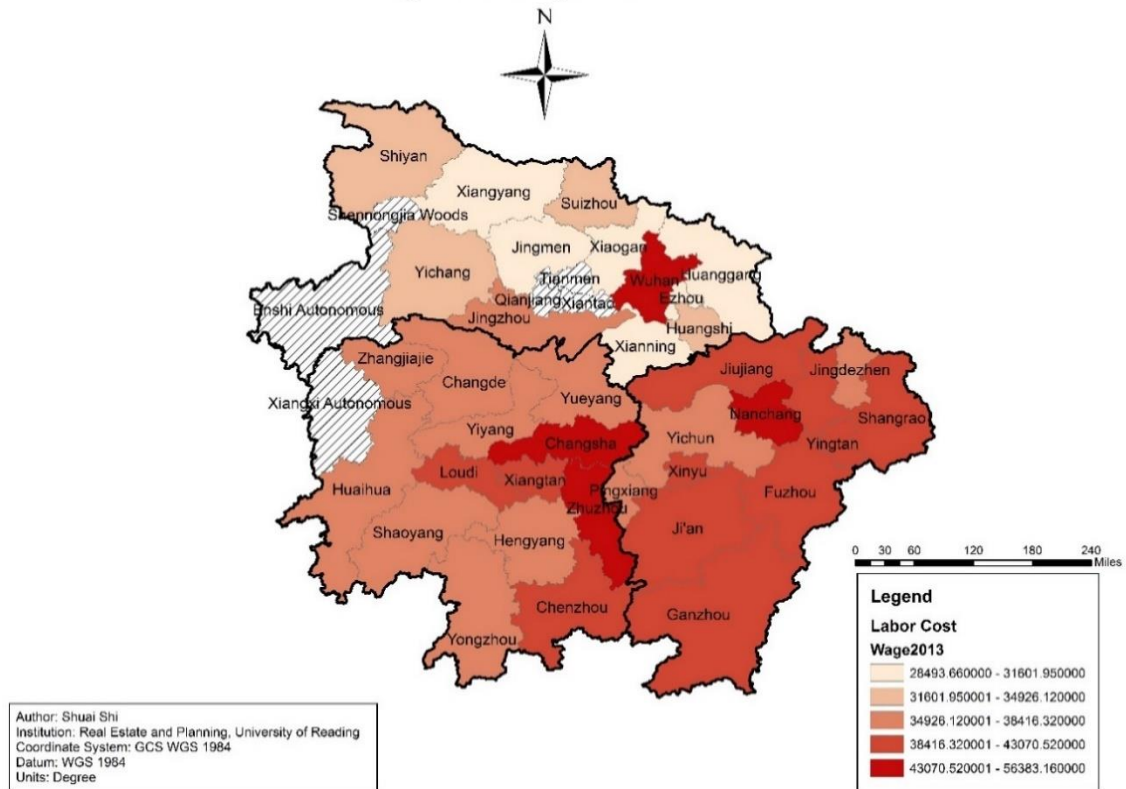 N
Shiyan
Xiangyang
Suizhou
Shennongjia Woods
Jingmen
Xiaogan
Yichang
Tianmen
Wuhan
Huanggang
Enshi Autonomous
Qianjiang
Xiantao
Ezhou
Jingzhou
Huangshi
Xianning
Zhangjiajie
Changde
Yueyang
Jiujiang
Jingdezhen
Xiangxi Autonomous
Nanchang
Shangrao
Yiyang
Changsha
Yichun
Yingtan
Loudi
Xiangtan
Xinyu
Huaihua
Pingxiang
Fuzhou
Zhuzhou
Shaoyang
Hengyang
Ji'an
Chenzhou
Ganzhou
Yongzhou
0 30 60 120 180 240
Miles
Legend
Labor Cost
Wage2013
28493.660000 - 31601.950000
31601.950001 - 34926.120000
34926.120001 - 38416.320000
38416.320001 - 43070.520000
43070.520001 - 56383.160000
Author: Shuai Shi
Institution: Real Estate and Planning, University of Reading
Coordinate System: GCS WGS 1984
Datum: WGS 1984
Units: Degree